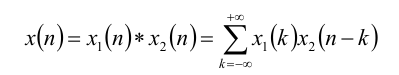 x(n) = x₁(n) * x₂(n) = ∑_{k=-∞}^{+∞} x₁(k)x₂(n-k)